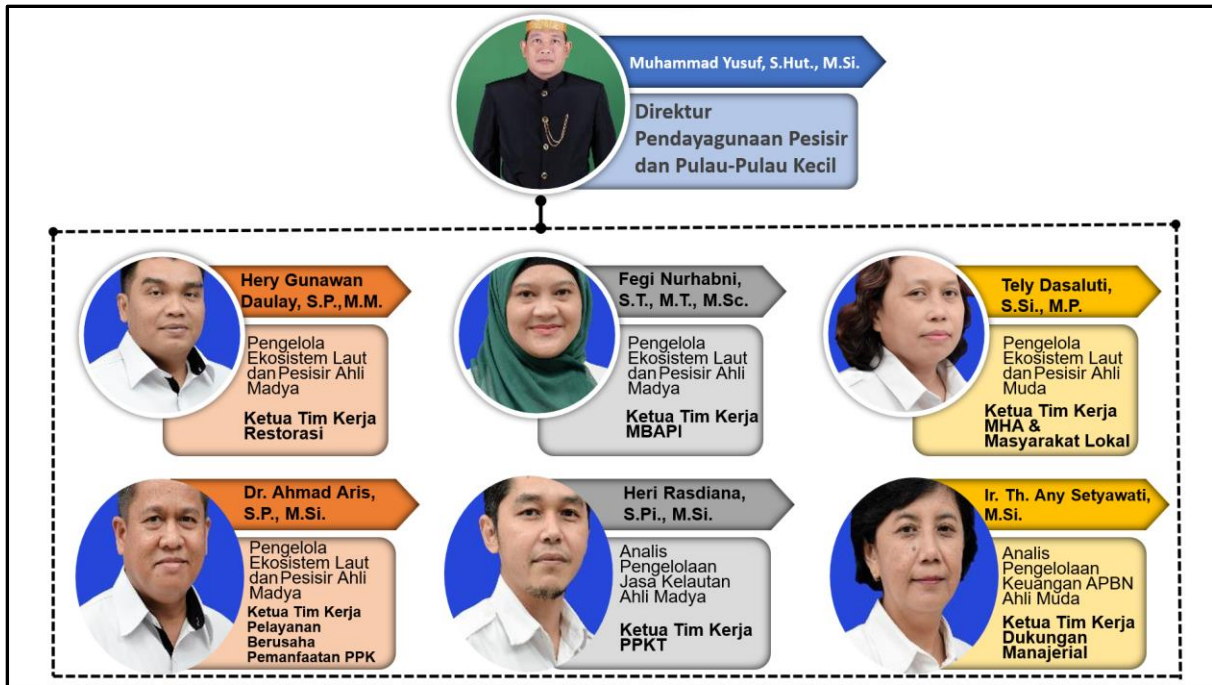 Muhammad Yusuf, S.Hut., M.Si.
Direktur
Pendayagunaan Pesisir
dan Pulau-Pulau Kecil
Hery Gunawan
Daulay, S.P., M.M.
Pengelola
Ekosistem Laut
dan Pesisir Ahli
Madya
Ketua Tim Kerja
Restorasi
Fegi Nurhabni,
S.T., M.T., M.Sc.
Pengelola
Ekosistem Laut
dan Pesisir Ahli
Madya
Ketua Tim Kerja
MBAPI
Tely Dasaluti,
S.Si., M.P.
Pengelola
Ekosistem Laut
dan Pesisir Ahli
Muda
Ketua Tim Kerja
MHA &
Masyarakat Lokal
Dr. Ahmad Aris,
S.P., M.Si.
Pengelola
Ekosistem Laut
dan Pesisir Ahli
Madya
Ketua Tim Kerja
Pelayanan
Berusaha
Pemanfaatan PPK
Heri Rasdiana,
S.Pi., M.Si.
Analis
Pengelolaan
Jasa Kelautan
Ahli Madya
Ketua Tim Kerja
PPKT
Ir. Th. Any Setyawati,
M.Si.
Analis
Pengelolaan
Keuangan APBN
Ahli Muda
Ketua Tim Kerja
Dukungan
Manajerial